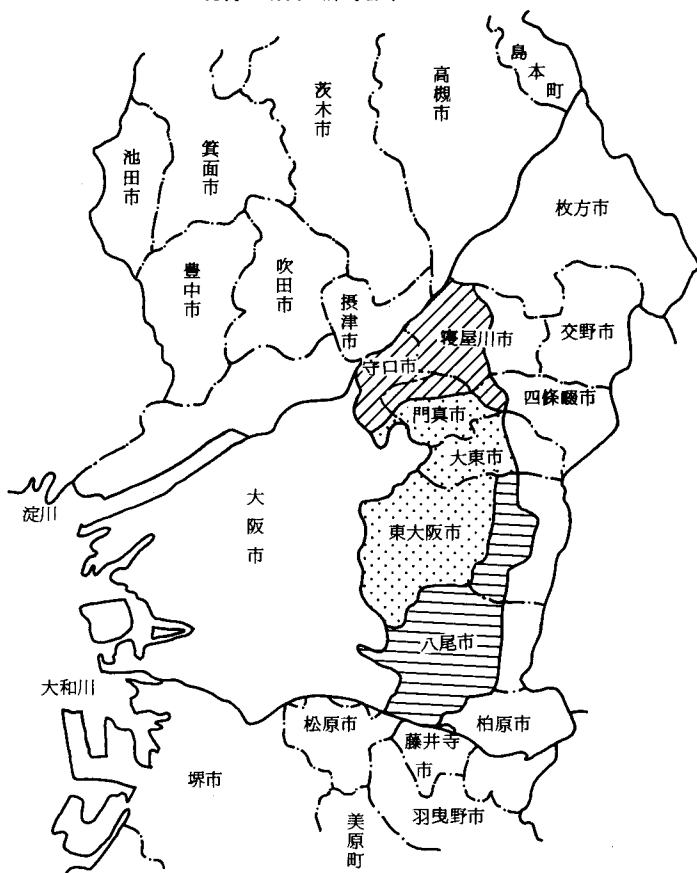 島本町
高槻市
茨木市
箕面市
池田市
枚方市
豊中市
吹田市
摂津市
寝屋川市
交野市
守口市
四條畷市
門真市
大東市
淀川
大阪市
東大阪市
八尾市
大和川
松原市
柏原市
藤井寺市
堺市
美原町
羽曳野市